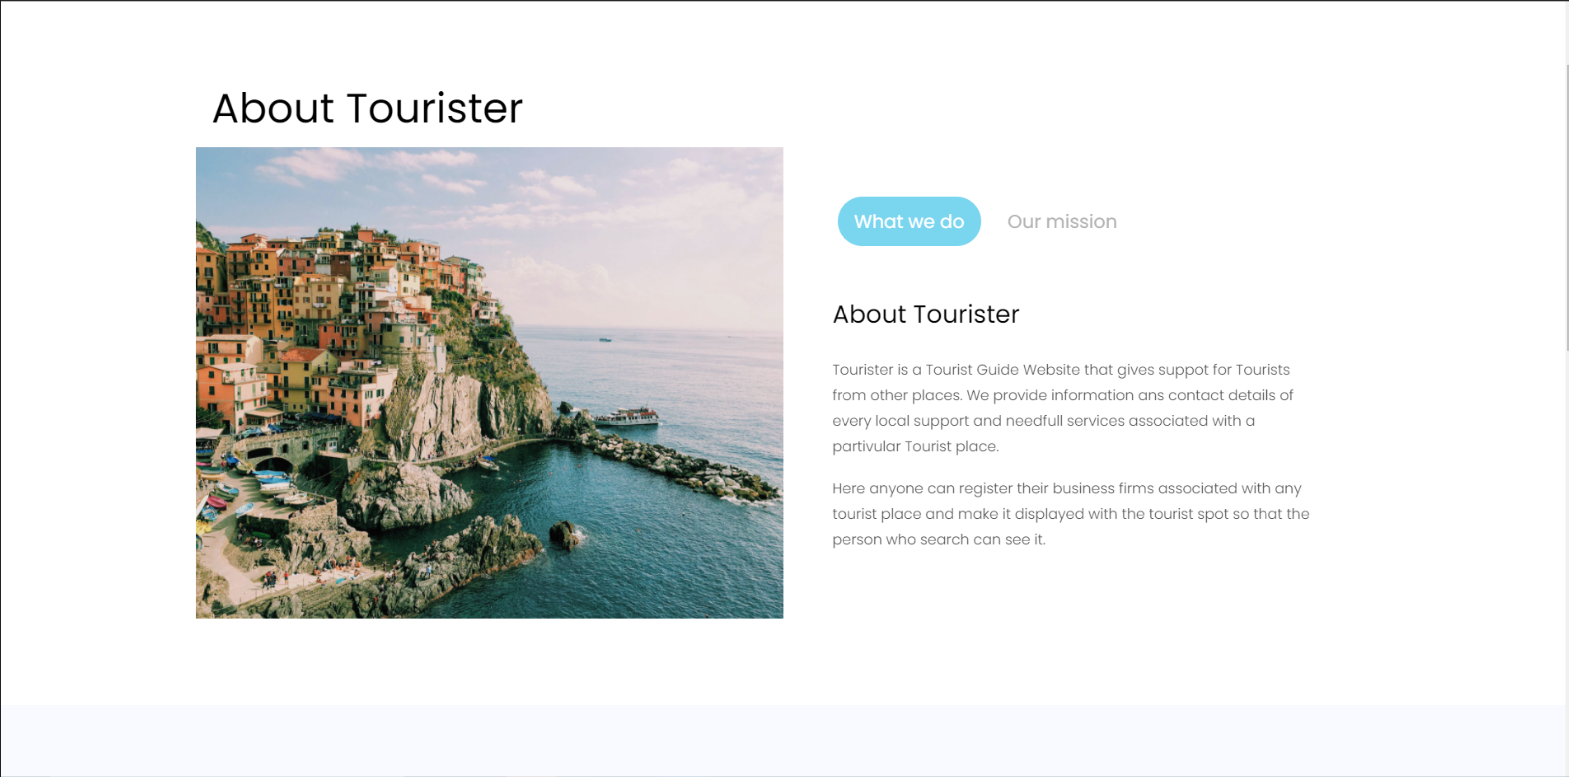 About Tourister
What we do
Our mission
About Tourister
Tourister is a Tourist Guide Website that gives suppot for Tourists
from other places. We provide information ans contact details of
every local support and needfull services associated with a
partivular Tourist place.
Here anyone can register their business firms associated with any
tourist place and make it displayed with the tourist spot so that the
person who search can see it.